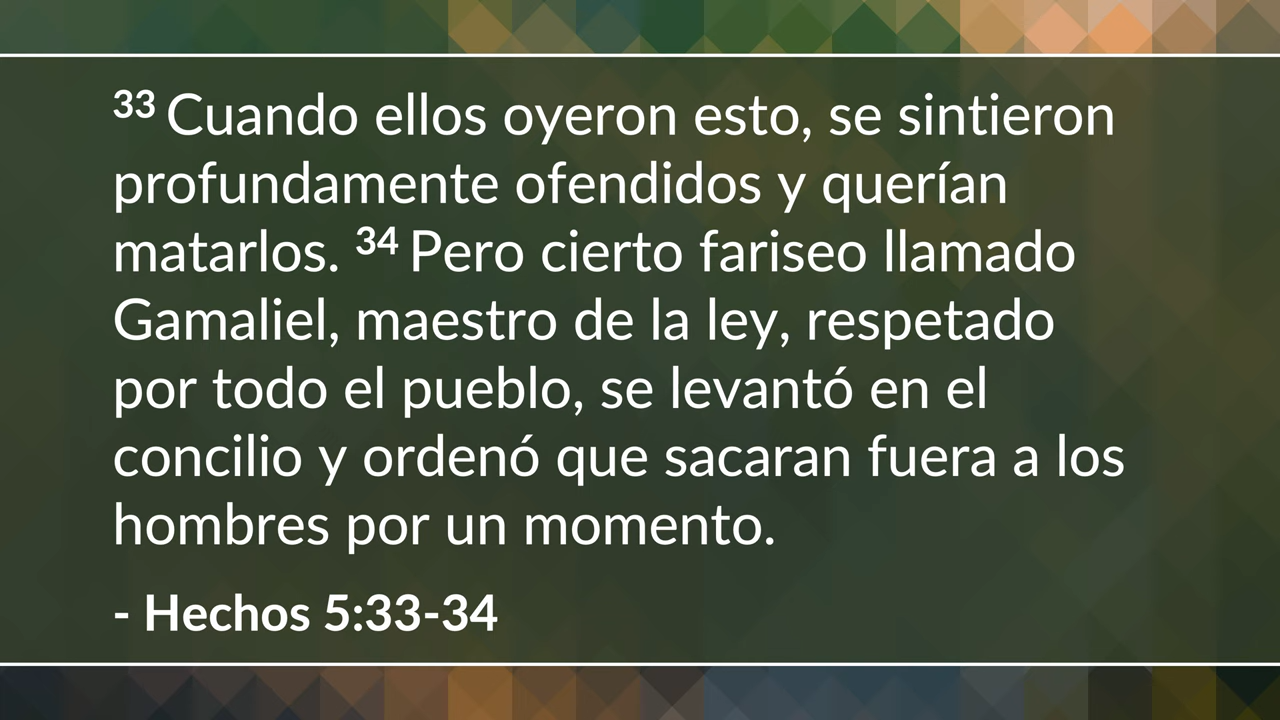 33 Cuando ellos oyeron esto, se sintieron
profundamente ofendidos y querían
matarlos. 34 Pero cierto fariseo llamado
Gamaliel, maestro de la ley, respetado
por todo el pueblo, se levantó en el
concilio y ordenó que sacaran fuera a los
hombres por un momento.
- Hechos 5:33-34